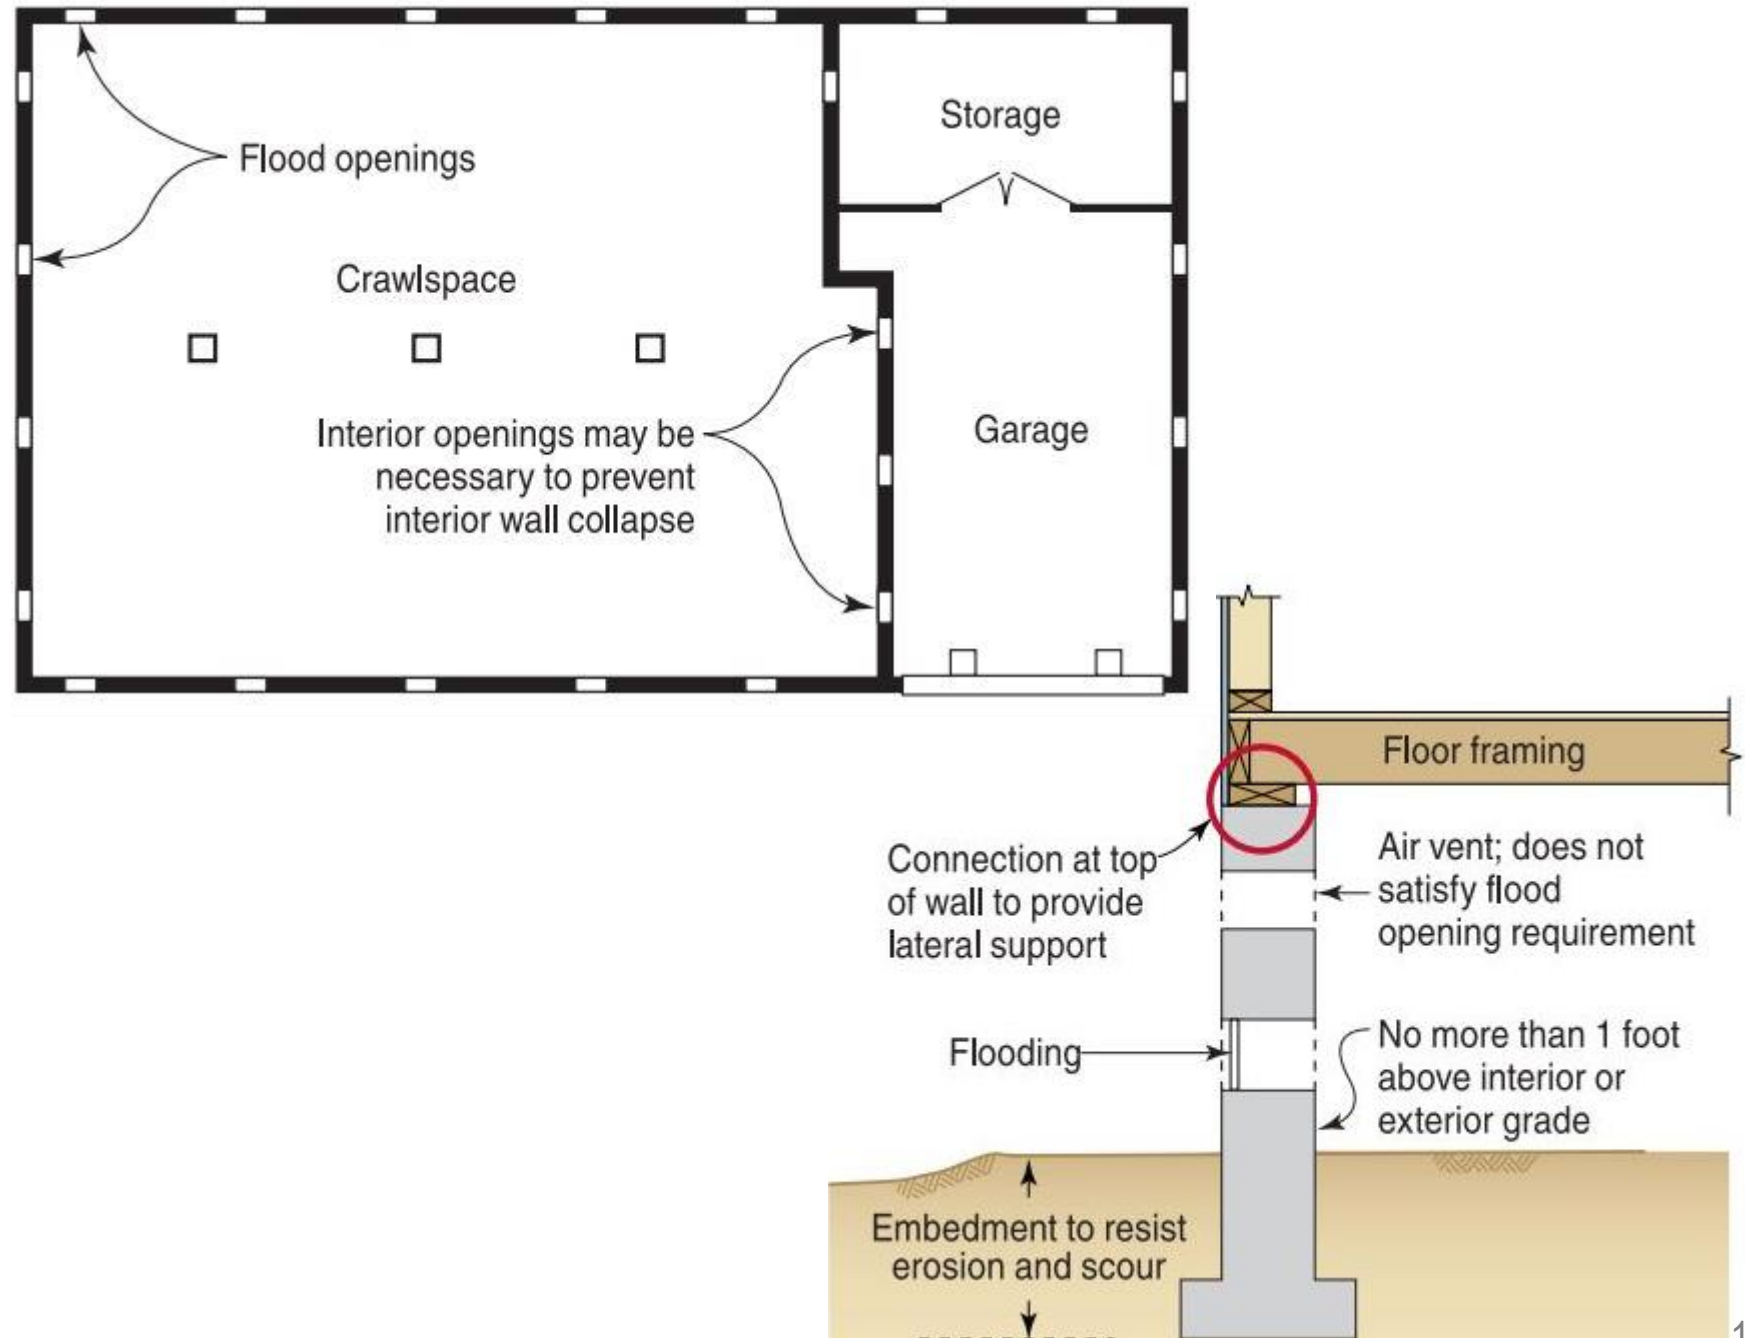 Storage
Flood openings
Crawlspace
Interior openings may be
necessary to prevent
interior wall collapse
Garage
Floor framing
Connection at top
of wall to provide
lateral support
Air vent; does not
satisfy flood
opening requirement
Flooding
No more than 1 foot
above interior or
exterior grade
Embedment to resist
erosion and scour
1